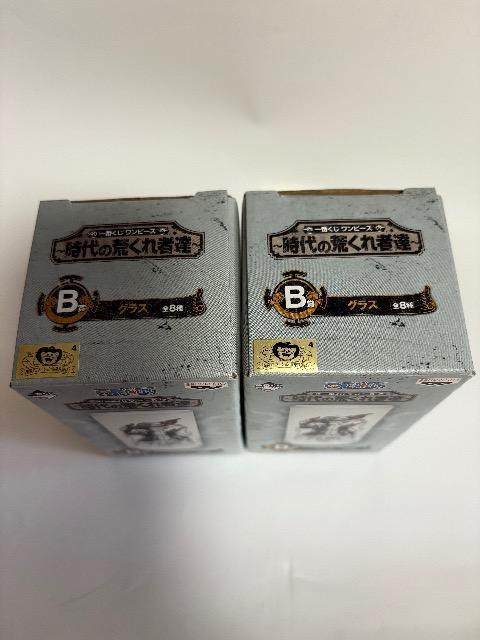 一番くじ ワンピース
～時代の荒くれ者達～
B賞
グラス 全8種
4
一番くじ ワンピース
～時代の荒くれ者達～
B賞
グラス 全8種
4